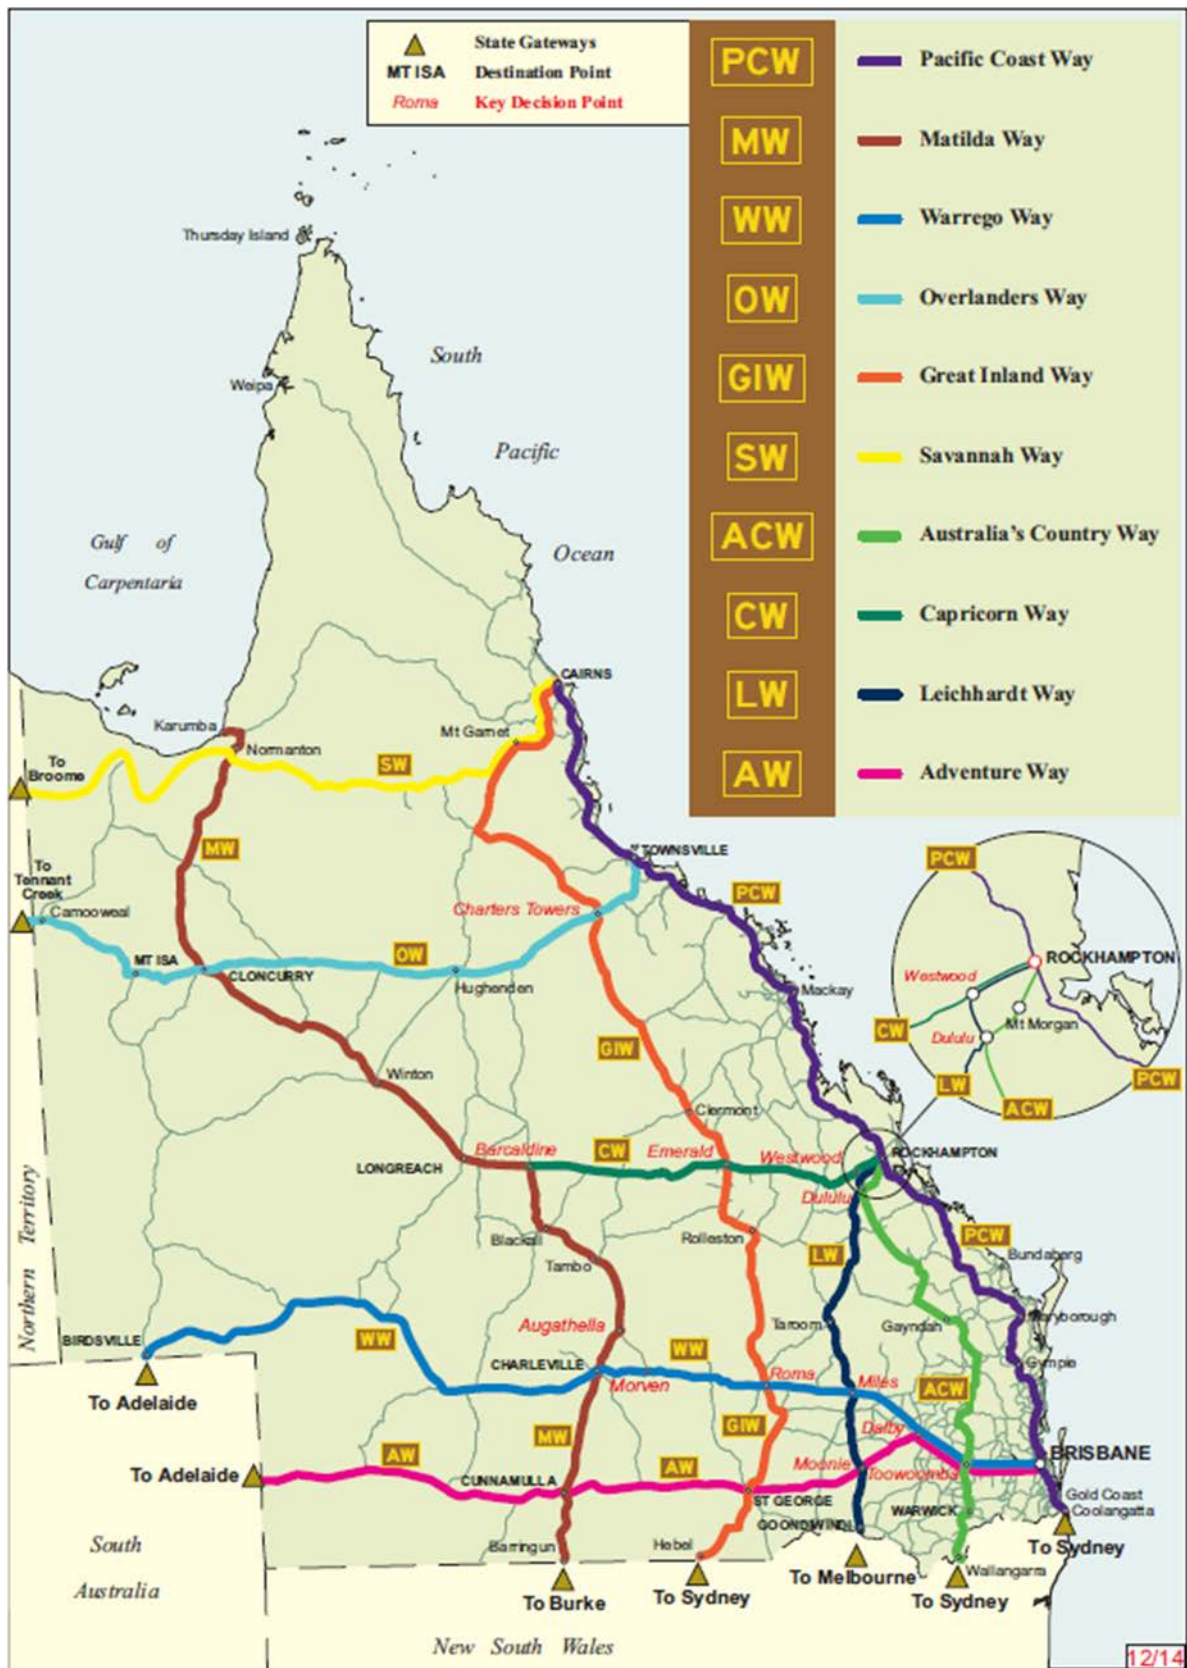 State Gateways
MT ISA Destination Point
Roma Key Decision Point
PCW Pacific Coast Way
MW Matilda Way
WW Warrego Way
OW Overlanders Way
GIW Great Inland Way
SW Savannah Way
ACW Australia's Country Way
CW Capricorn Way
LW Leichhardt Way
AW Adventure Way
Thursday Island
South
Weipa
Pacific
Gulf of
Carpentaria
Ocean
CAIRNS
Karumba
Mt Garnet
Normanton
To
Broome
SW
MW
TOWNSVILLE
To
Tennant
Creek
Camooweal
Charters Towers
PCW
PCW
MT ISA
CLONCURRY
OW
Hughenden
Mackay
ROCKHAMPTON
Westwood
Mt Morgan
CW
Dululu
LW
ACW
PCW
GIW
Winton
Clermont
LONGREACH
Barcaldine
CW
Emerald
Westwood
ROCKHAMPTON
Dululu
Northern Territory
Blackall
Tambo
Rolleston
LW
PCW
Bundaberg
BIRDSVILLE
WW
Augathella
Taroom
Gayndah
Maryborough
Gympie
CHARLEVILLE
WW
Morven
Roma
Miles
ACW
To Adelaide
MW
GIW
Dalby
To Adelaide
AW
CUNNAMULLA
AW
Moonie
Toowoomba
BRISBANE
ST GEORGE
GOONDIWINDI
WARWICK
Gold Coast
Coolangatta
South
Australia
Barringun
Hebel
To Sydney
Wallangarra
To Burke
To Sydney
To Melbourne
To Sydney
New South Wales
12/14